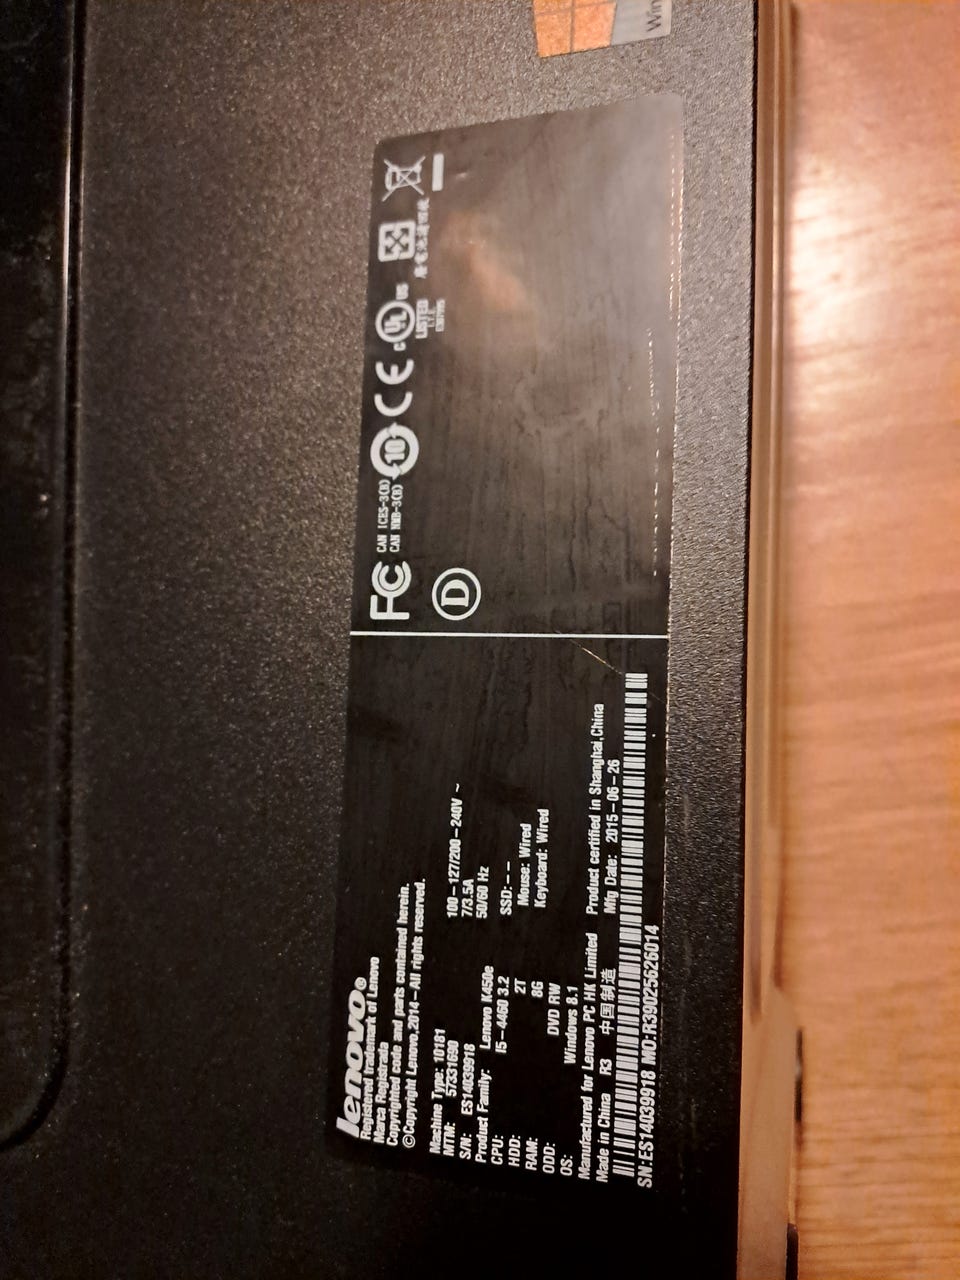 lenovo®
Registered trademark of Lenovo
Marca Registrada
Copyrighted code and parts contained herein.
©Copyright Lenovo.2014-All rights reserved.
Machine Type: 10181
MTM: 57331690 100-127/200-240V ~
S/N: ES14039918 7/3.5A
Product Family: Lenovo K450e 50/60 Hz
CPU: I5-4460 3.2 SSD: --
HDD: 2T Mouse: Wired
RAM: 8G Keyboard: Wired
ODD: DVD RW
OS: Windows 8.1
Manufactured for Lenovo PC HK Limited Product certified in Shanghai,China
Made in China R3 中国制造 Mfg Date: 2015-06-26
SN:ES14039918 MO:R39025626014
FC CAN ICES-3(B)
CAN NMB-3(B)
10 CE
c UL US
LISTED
I.T.E.
D
Win